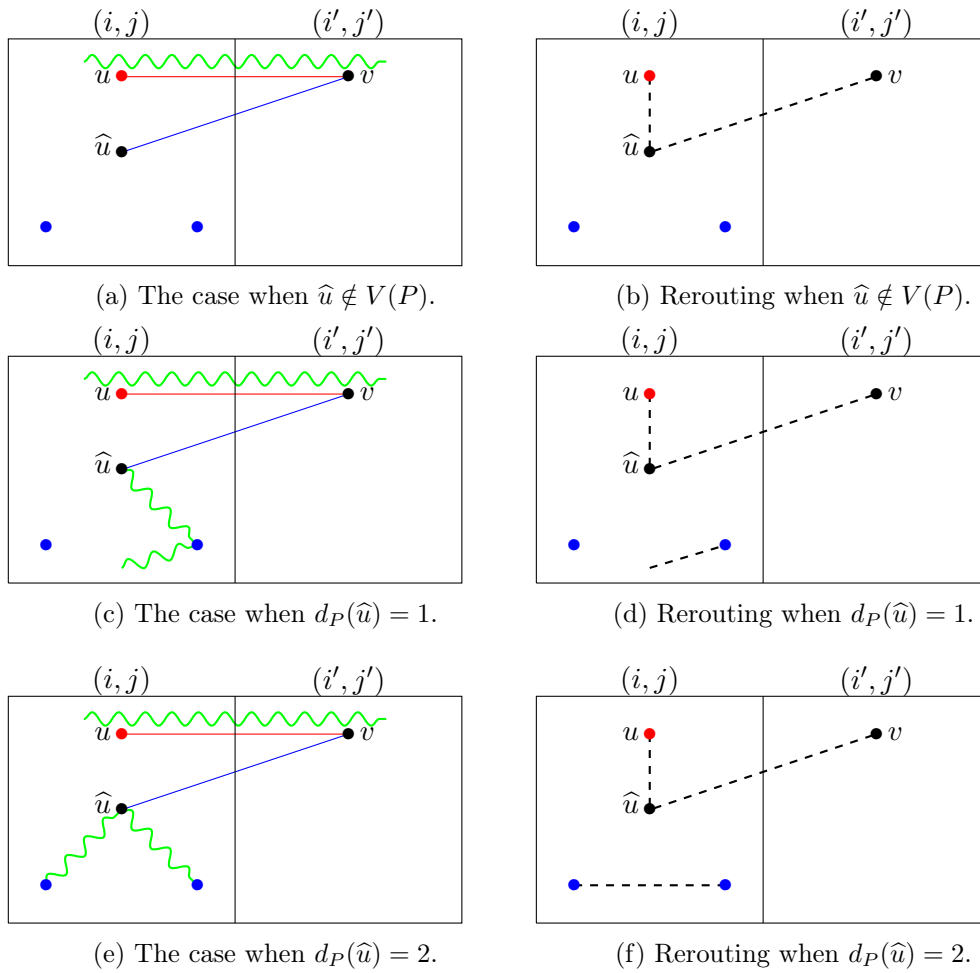 (i, j) (i′, j′) (i, j) (i′, j′)
u v u v
û û
(a) The case when û ∉ V(P). (b) Rerouting when û ∉ V(P).
(i, j) (i′, j′) (i, j) (i′, j′)
u v u v
û û
(c) The case when d_P(û) = 1. (d) Rerouting when d_P(û) = 1.
(i, j) (i′, j′) (i, j) (i′, j′)
u v u v
û û
(e) The case when d_P(û) = 2. (f) Rerouting when d_P(û) = 2.